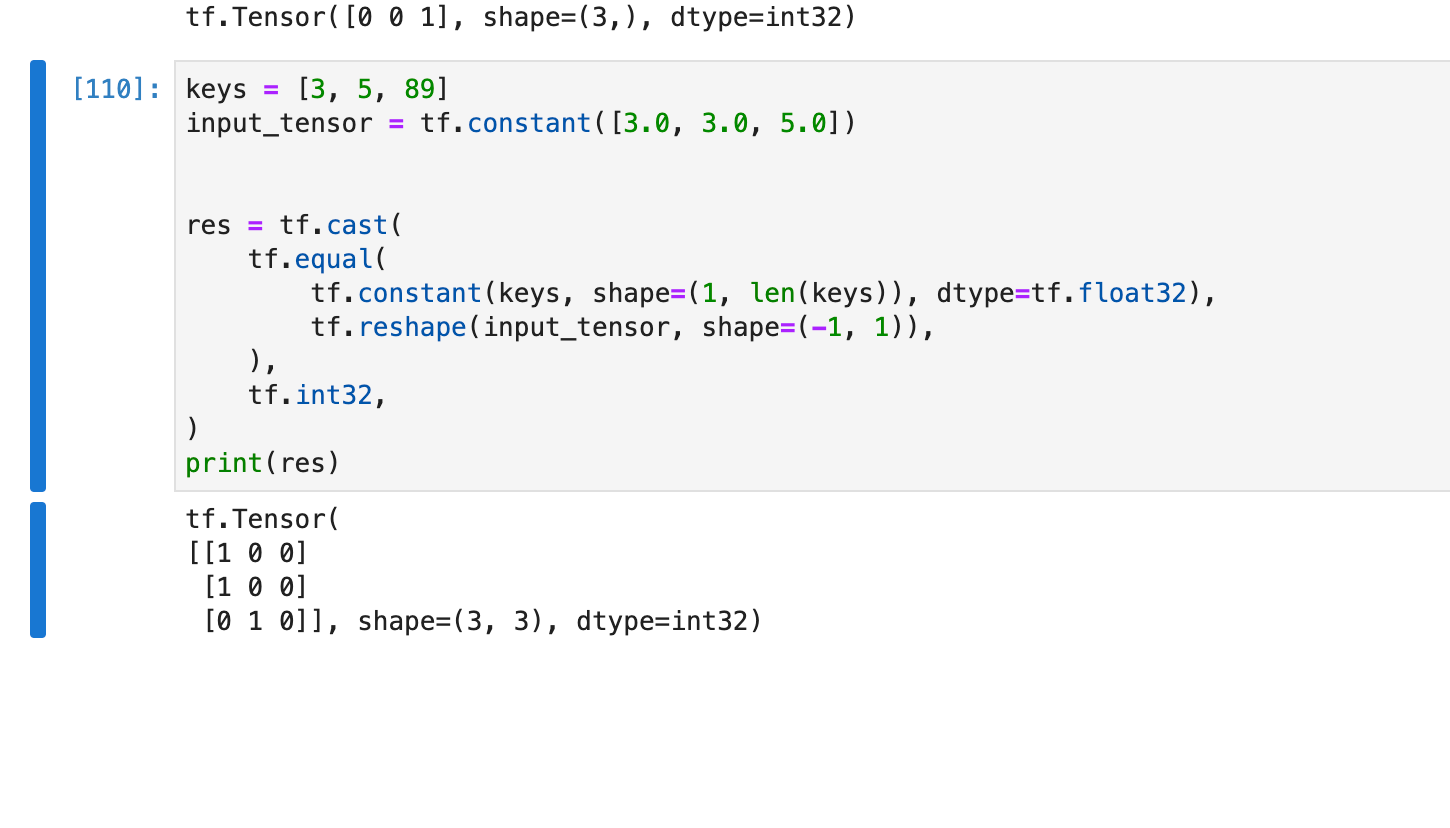 tf.Tensor([0 0 1], shape=(3,), dtype=int32)
[110]: keys = [3, 5, 89]
input_tensor = tf.constant([3.0, 3.0, 5.0])
res = tf.cast(
    tf.equal(
        tf.constant(keys, shape=(1, len(keys)), dtype=tf.float32),
        tf.reshape(input_tensor, shape=(-1, 1)),
    ),
    tf.int32,
)
print(res)
tf.Tensor(
[[1 0 0]
 [1 0 0]
 [0 1 0]], shape=(3, 3), dtype=int32)